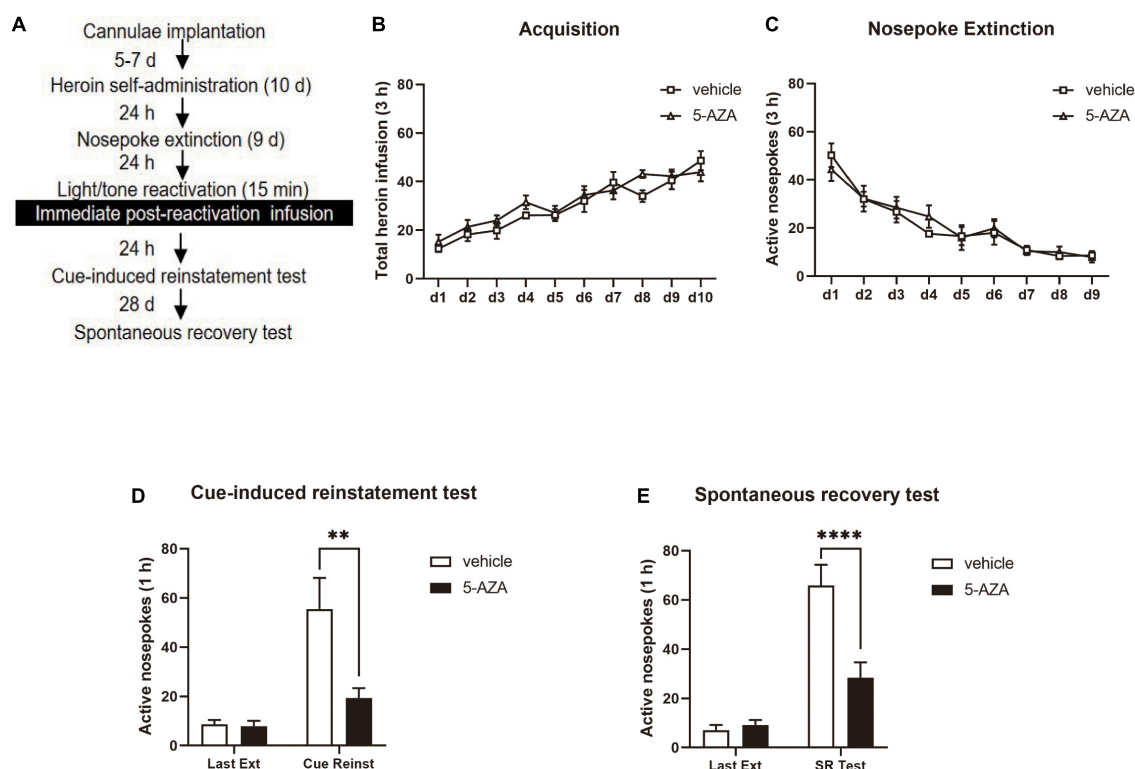 A
Cannulae implantation
5-7 d
Heroin self-administration (10 d)
24 h
Nosepoke extinction (9 d)
24 h
Light/tone reactivation (15 min)
Immediate post-reactivation infusion
24 h
Cue-induced reinstatement test
28 d
Spontaneous recovery test
B
Acquisition
Total heroin infusion (3 h)
80
60
40
20
0
d1 d2 d3 d4 d5 d6 d7 d8 d9 d10
vehicle
5-AZA
C
Nosepoke Extinction
Active nosepokes (3 h)
80
60
40
20
0
d1 d2 d3 d4 d5 d6 d7 d8 d9
vehicle
5-AZA
D
Cue-induced reinstatement test
Active nosepokes (1 h)
80
60
40
20
0
**
Last Ext Cue Reinst
vehicle
5-AZA
E
Spontaneous recovery test
Active nosepokes (1 h)
80
60
40
20
0
****
Last Ext SR Test
vehicle
5-AZA